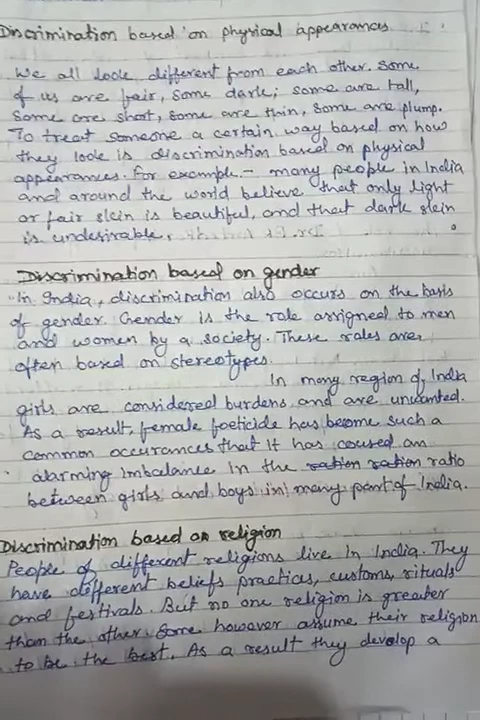 Discrimination based on physical appearances
We all look different from each other. Some
of us are fair, some dark; some are tall,
some are short, some are thin, some are plump.
To treat someone a certain way based on how
they look is discrimination based on physical
appearances. For example - many people in India
and around the world believe that only light
or fair skin is beautiful, and that dark skin
is undesirable.
Discrimination based on gender
In India, discrimination also occurs on the basis
of gender. Gender is the role assigned to men
and women by a society. These roles are
often based on stereotypes.
In many region of India
girls are considered burdens and are unwanted.
As a result, female foeticide has become such a
common occurances that it has caused an
alarming imbalance in the ration ration ratio
between girls and boys in many part of India.
Discrimination based on religion
People of different religions live in India. They
have different beliefs practices, customs, rituals
and festivals. But no one religion is greater
than the other. Some however assume their religion
to be the best. As a result they develop a